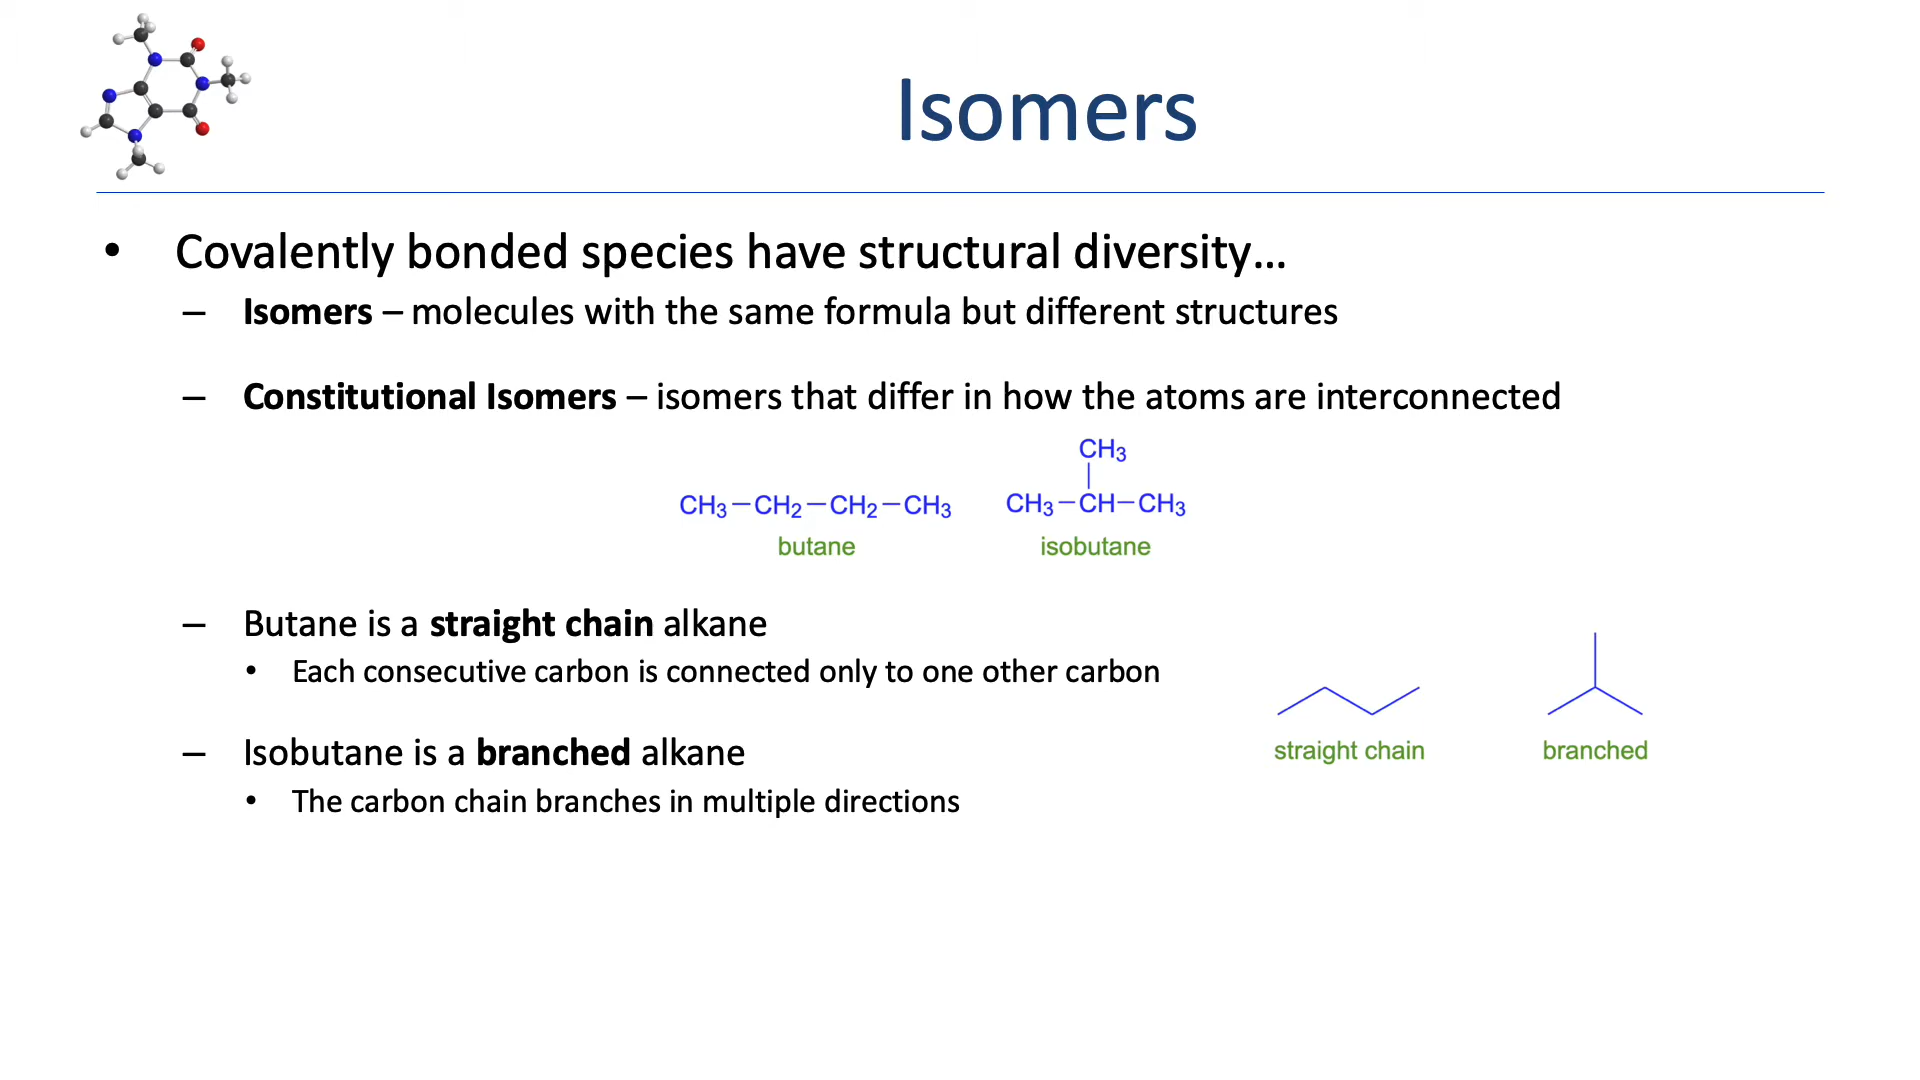 Isomers
• Covalently bonded species have structural diversity…
– Isomers – molecules with the same formula but different structures
– Constitutional Isomers – isomers that differ in how the atoms are interconnected
CH3
CH3–CH2–CH2–CH3 CH3–CH–CH3
butane isobutane
– Butane is a straight chain alkane
• Each consecutive carbon is connected only to one other carbon
– Isobutane is a branched alkane
straight chain branched
• The carbon chain branches in multiple directions